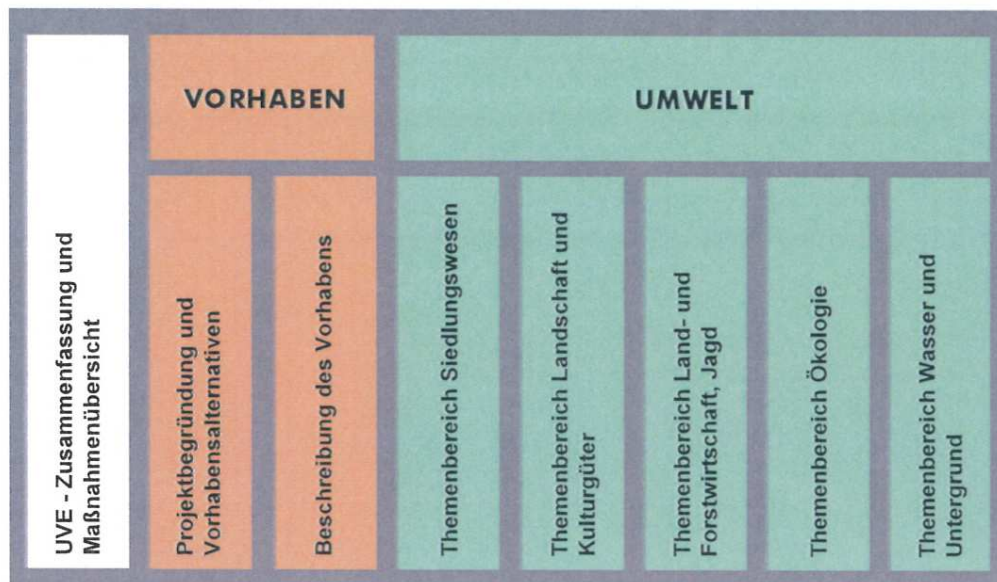 UVE - Zusammenfassung und
Maßnahmenübersicht
VORHABEN
Projektbegründung und
Vorhabensalternativen
Beschreibung des Vorhabens
UMWELT
Themenbereich Siedlungswesen
Themenbereich Landschaft und
Kulturgüter
Themenbereich Land- und
Forstwirtschaft, Jagd
Themenbereich Ökologie
Themenbereich Wasser und
Untergrund